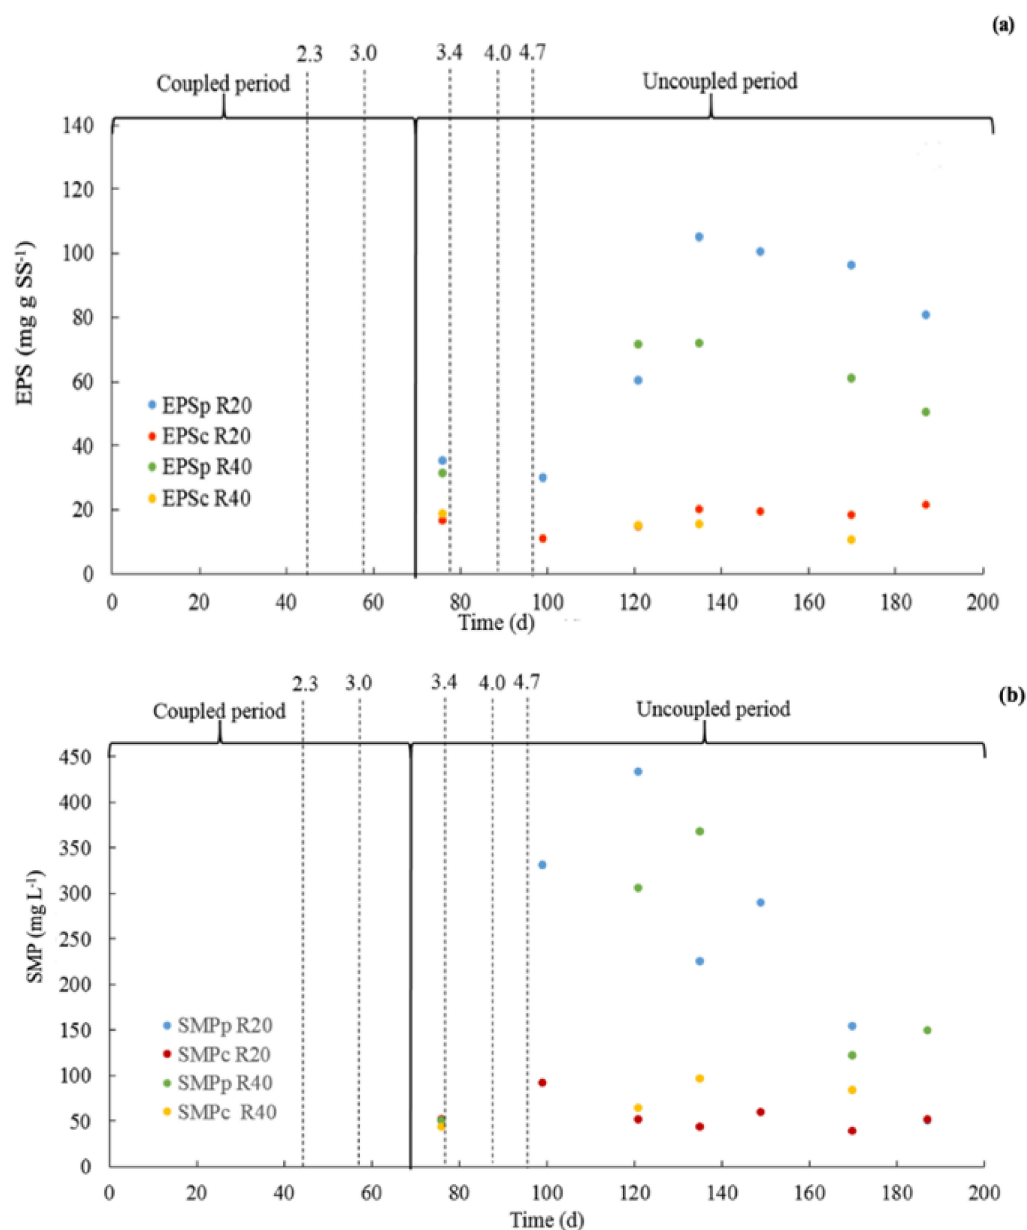 (a)
2.3 3.0 3.4 4.0 4.7
Coupled period Uncoupled period
140
120
100
80
60
40
20
0
EPS (mg g SS-1)
EPSp R20
EPSc R20
EPSp R40
EPSc R40
0 20 40 60 80 100 120 140 160 180 200
Time (d)
(b)
2.3 3.0 3.4 4.0 4.7
Coupled period Uncoupled period
450
400
350
300
250
200
150
100
50
0
SMP (mg L-1)
SMPp R20
SMPc R20
SMPp R40
SMPc R40
0 20 40 60 80 100 120 140 160 180 200
Time (d)